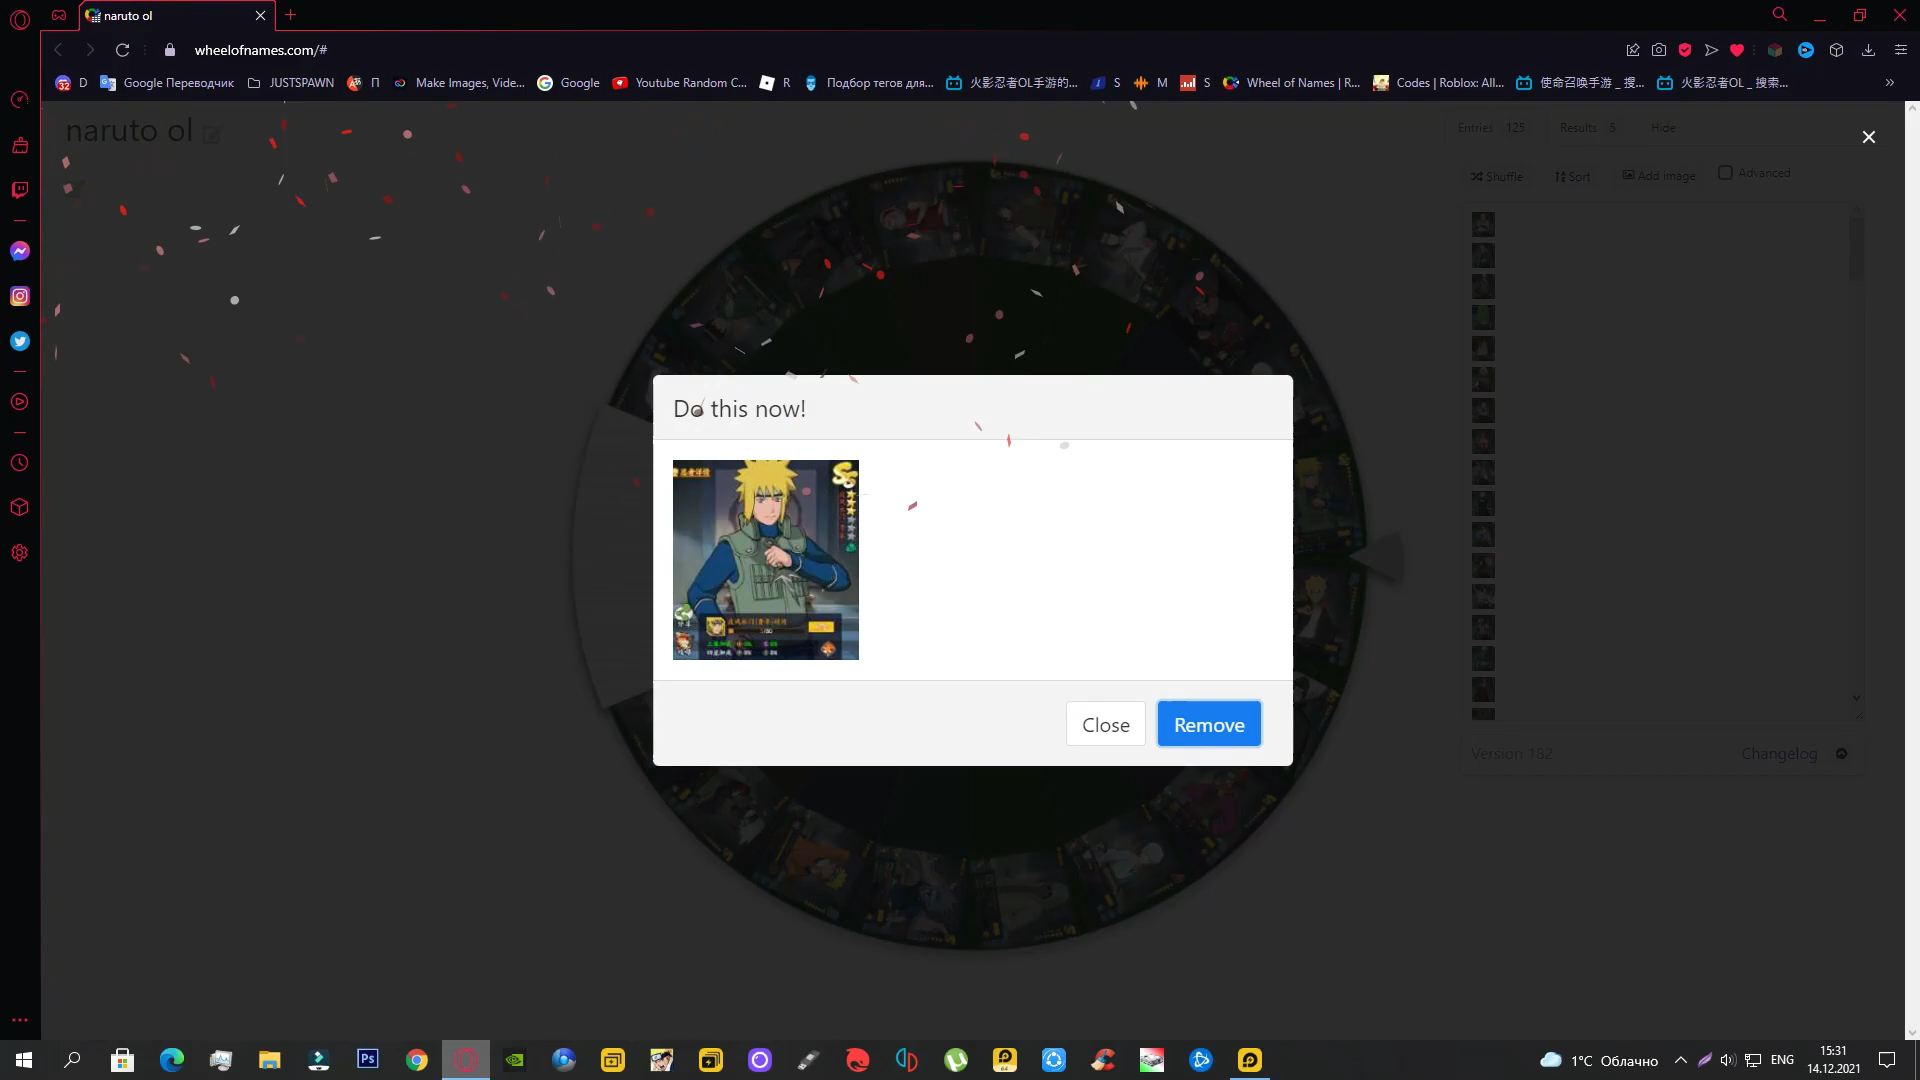 naruto ol
wheelofnames.com/#
D
Google Переводчик
JUSTSPAWN
П
Make Images, Vide...
Google
Youtube Random C...
R
Подбор тегов для...
火影忍者OL手游的...
S
M
S
Wheel of Names | R...
Codes | Roblox: All...
使命召唤手游 _ 搜...
火影忍者OL _ 搜索...
naruto ol
Entries 125
Results 5
Hide
Shuffle
Sort
Add image
Advanced
Do this now!
Close
Remove
Version 182
Changelog
1°C Облачно
ENG
15:31
14.12.2021